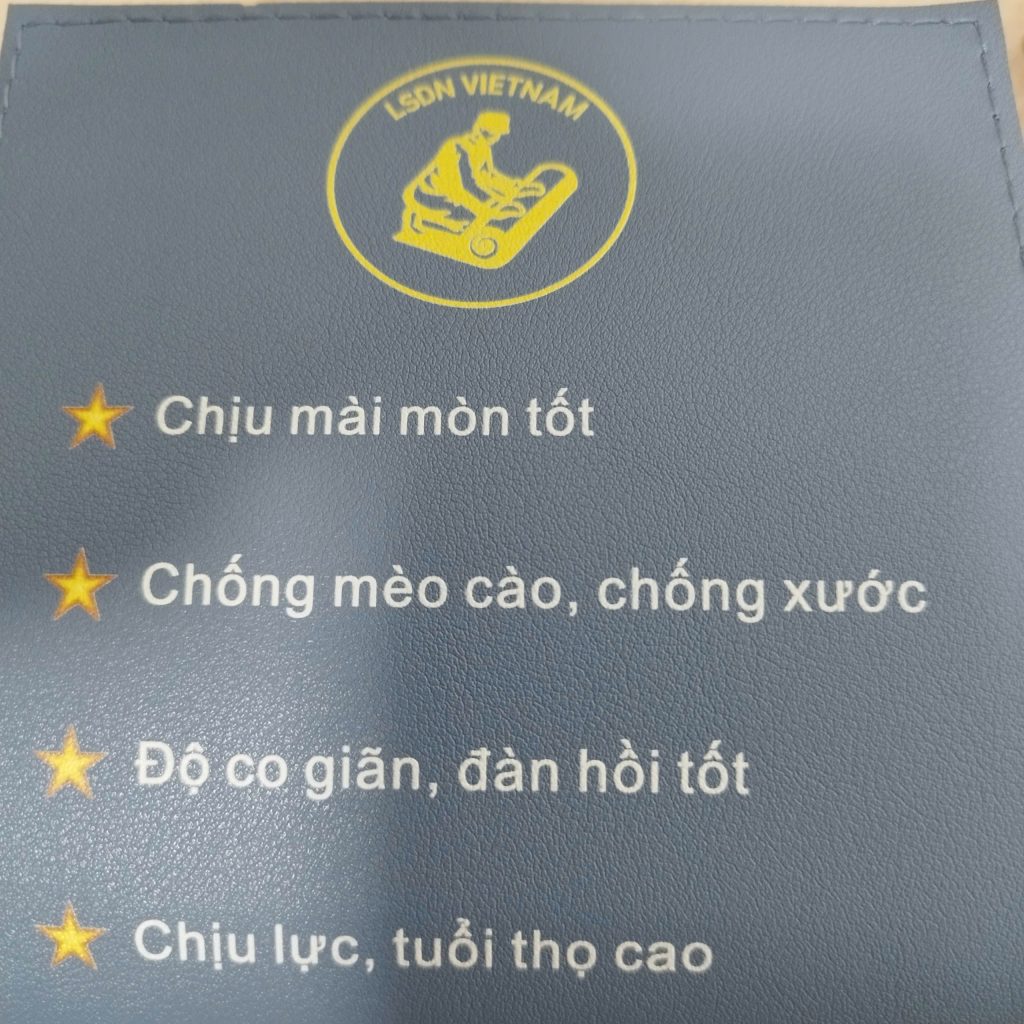 LSDN VIETNAM
Chịu mài mòn tốt
Chống mèo cào, chống xước
Độ co giãn, đàn hồi tốt
Chịu lực, tuổi thọ cao